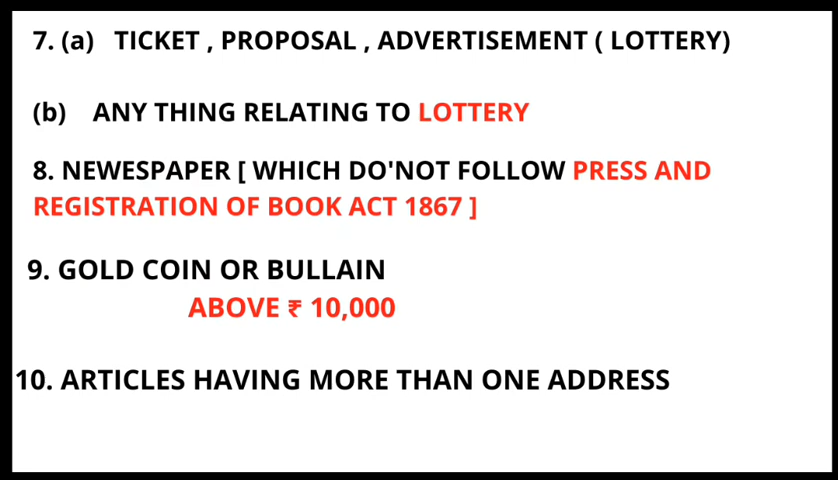 7. (a) TICKET , PROPOSAL , ADVERTISEMENT ( LOTTERY)
(b) ANY THING RELATING TO LOTTERY
8. NEWESPAPER [ WHICH DO'NOT FOLLOW PRESS AND
REGISTRATION OF BOOK ACT 1867 ]
9. GOLD COIN OR BULLAIN
ABOVE ₹ 10,000
10. ARTICLES HAVING MORE THAN ONE ADDRESS